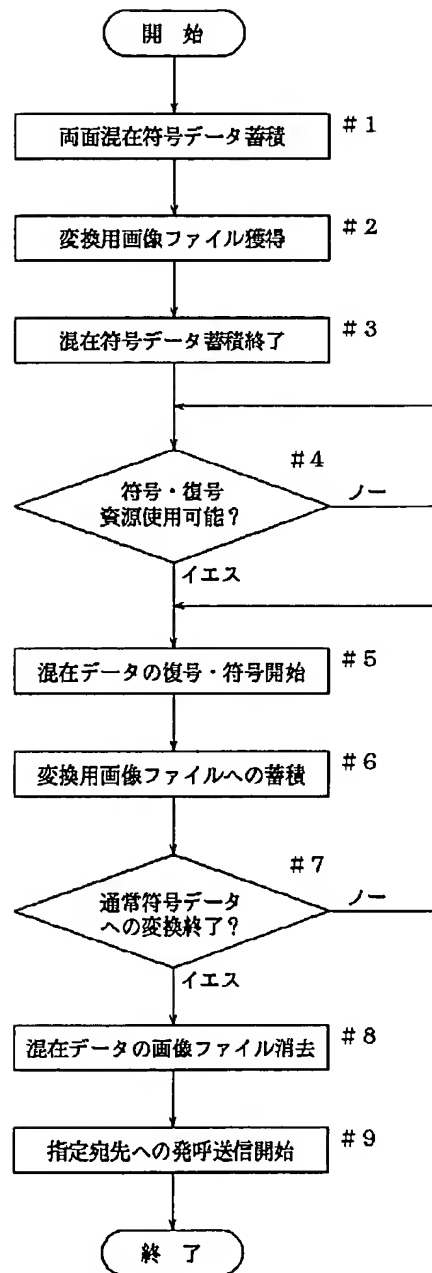 開 始
両面混在符号データ蓄積 #1
変換用画像ファイル獲得 #2
混在符号データ蓄積終了 #3
#4
符号・復号
資源使用可能?
ノー
イエス
混在データの復号・符号開始 #5
変換用画像ファイルへの蓄積 #6
#7
通常符号データ
への変換終了?
ノー
イエス
混在データの画像ファイル消去 #8
指定宛先への発呼送信開始 #9
終 了